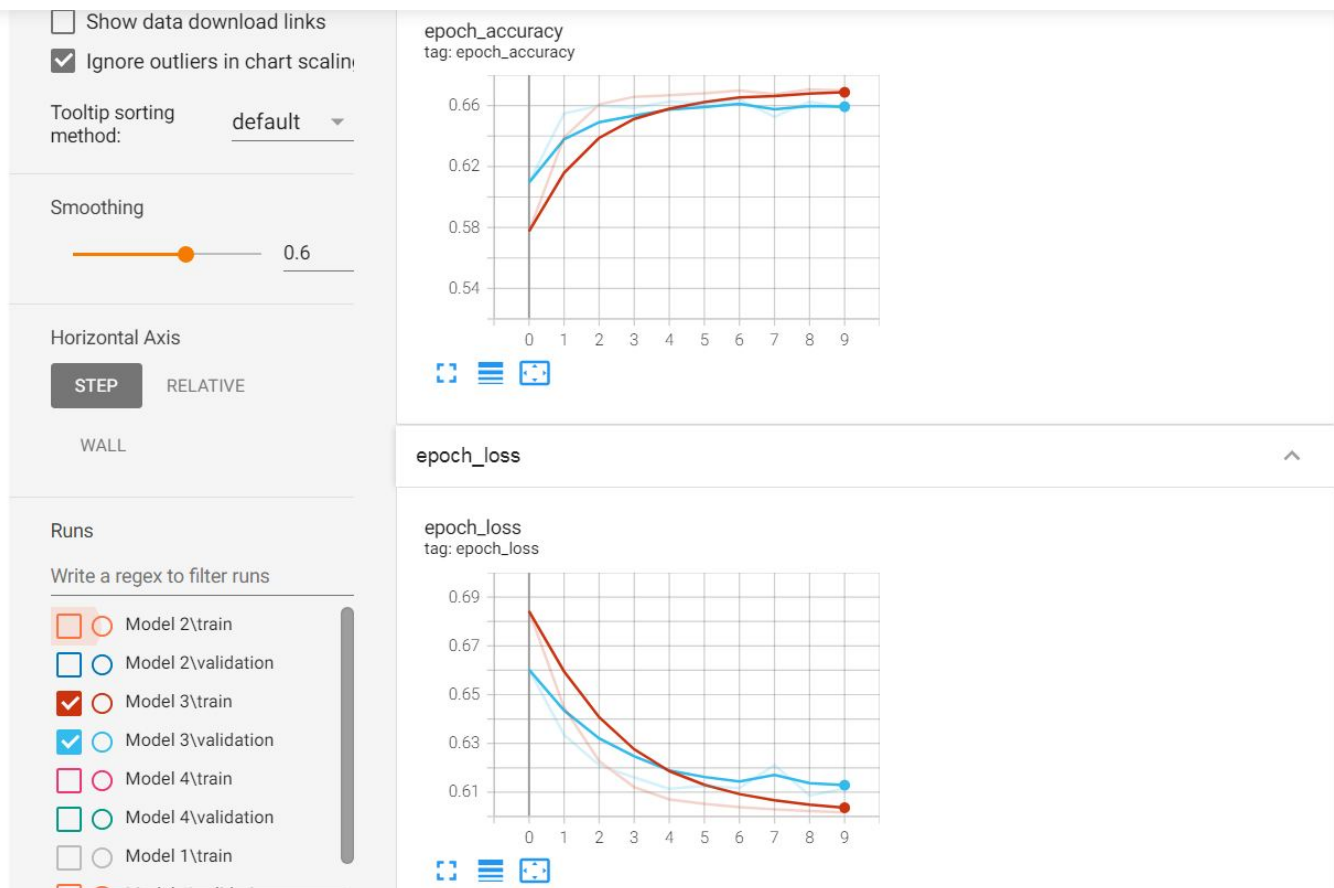 Show data download links
Ignore outliers in chart scaling
Tooltip sorting
method:
default
Smoothing
0.6
Horizontal Axis
STEP
RELATIVE
WALL
Runs
Write a regex to filter runs
Model 2\train
Model 2\validation
Model 3\train
Model 3\validation
Model 4\train
Model 4\validation
Model 1\train
epoch_accuracy
tag: epoch_accuracy
0.66
0.62
0.58
0.54
0 1 2 3 4 5 6 7 8 9
epoch_loss
epoch_loss
tag: epoch_loss
0.69
0.67
0.65
0.63
0.61
0 1 2 3 4 5 6 7 8 9